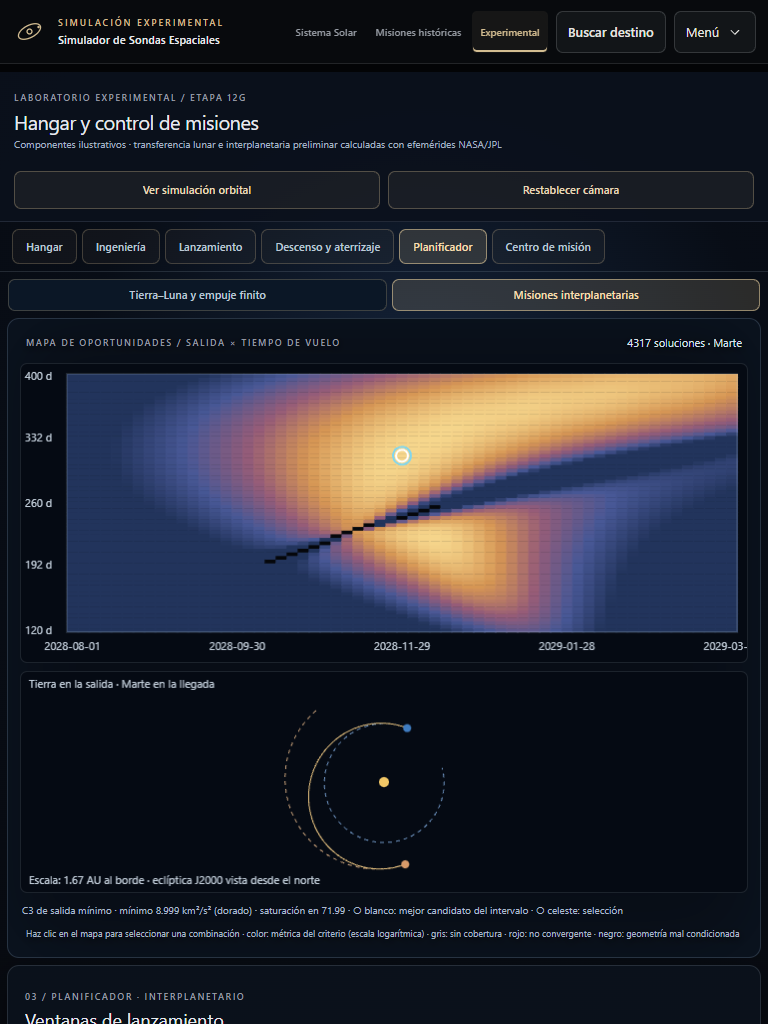 SIMULACIÓN EXPERIMENTAL
Simulador de Sondas Espaciales
Sistema Solar
Misiones históricas
Experimental
Buscar destino
Menú
LABORATORIO EXPERIMENTAL / ETAPA 12G
Hangar y control de misiones
Componentes ilustrativos · transferencia lunar e interplanetaria preliminar calculadas con efemérides NASA/JPL
Ver simulación orbital
Restablecer cámara
Hangar
Ingeniería
Lanzamiento
Descenso y aterrizaje
Planificador
Centro de misión
Tierra–Luna y empuje finito
Misiones interplanetarias
MAPA DE OPORTUNIDADES / SALIDA × TIEMPO DE VUELO
4317 soluciones · Marte
400 d
332 d
260 d
192 d
120 d
2028-08-01
2028-09-30
2028-11-29
2029-01-28
2029-03-
Tierra en la salida · Marte en la llegada
Escala: 1.67 AU al borde · eclíptica J2000 vista desde el norte
C3 de salida mínimo · mínimo 8.999 km²/s² (dorado) · saturación en 71.99 · ○ blanco: mejor candidato del intervalo · ○ celeste: selección
Haz clic en el mapa para seleccionar una combinación · color: métrica del criterio (escala logarítmica) · gris: sin cobertura · rojo: no convergente · negro: geometría mal condicionada
03 / PLANIFICADOR · INTERPLANETARIO
Ventanas de lanzamiento